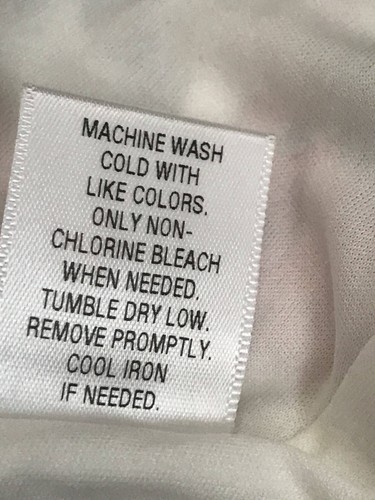 MACHINE WASH
COLD WITH
LIKE COLORS.
ONLY NON-
CHLORINE BLEACH
WHEN NEEDED.
TUMBLE DRY LOW.
REMOVE PROMPTLY.
COOL IRON
IF NEEDED.